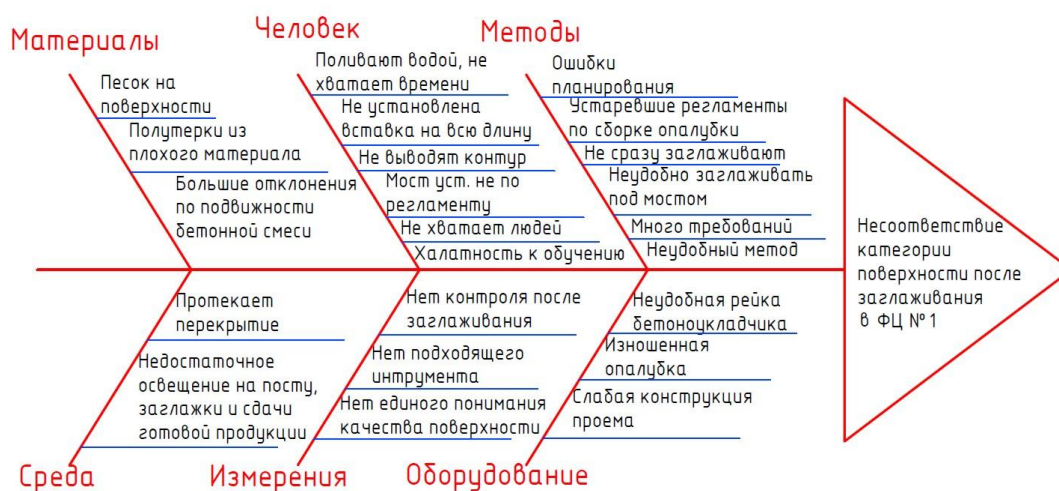 Материалы
Песок на
поверхности
Полутерки из
плохого материала
Большие отклонения
по подвижности
бетонной смеси
Человек
Поливают водой, не
хватает времени
Не установлена
вставка на всю длину
Не выводят контур
Мост уст. не по
регламенту
Не хватает людей
Халатность к обучению
Методы
Ошибки
планирования
Устаревшие регламенты
по сборке опалубки
Не сразу заглаживают
Неудобно заглаживать
под мостом
Много требований
Неудобный метод
Несоответствие
категории
поверхности после
заглаживания
в ФЦ №1
Протекает
перекрытие
Недостаточное
освещение на посту,
заглажки и сдачи
готовой продукции
Среда
Нет контроля после
заглаживания
Нет подходящего
интрумента
Нет единого понимания
качества поверхности
Измерения
Неудобная рейка
бетоноукладчика
Изношенная
опалубка
Слабая конструкция
проема
Оборудование